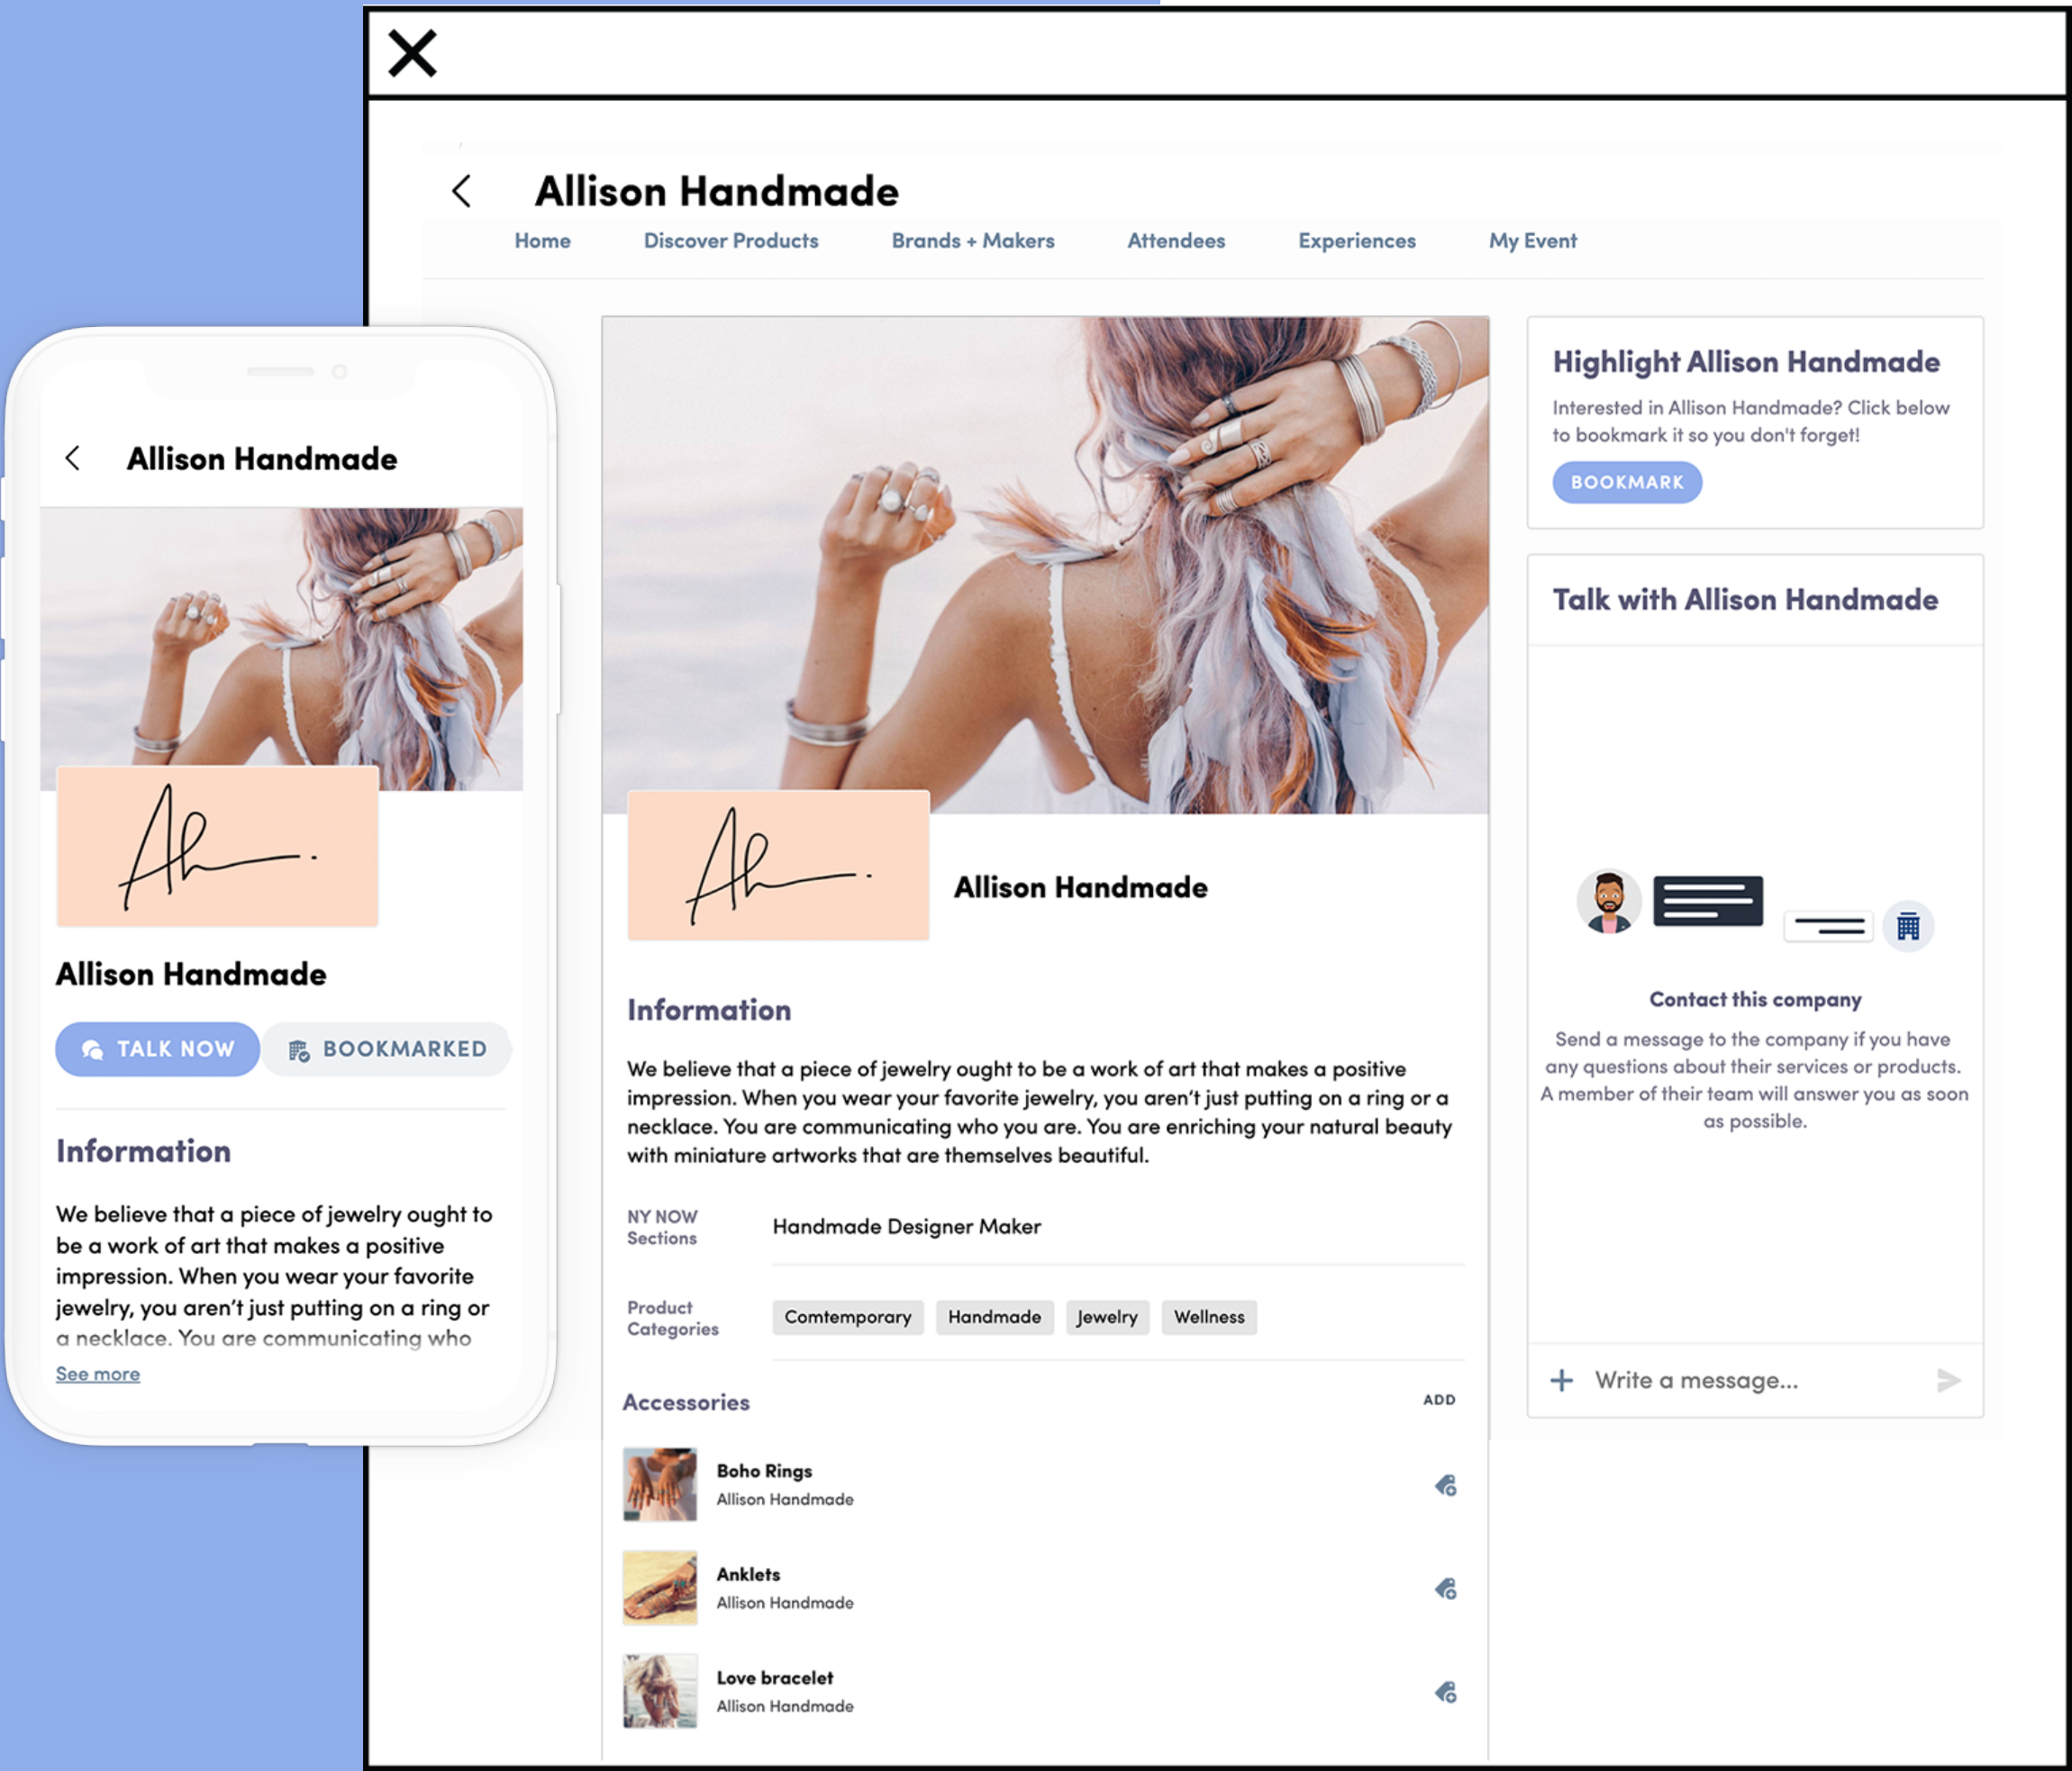 Allison Handmade
Home Discover Products Brands + Makers Attendees Experiences My Event
Allison Handmade
Ah.
Allison Handmade
TALK NOW BOOKMARKED
Information
We believe that a piece of jewelry ought to
be a work of art that makes a positive
impression. When you wear your favorite
jewelry, you aren't just putting on a ring or
a necklace. You are communicating who
See more
Ah.
Allison Handmade
Information
We believe that a piece of jewelry ought to be a work of art that makes a positive
impression. When you wear your favorite jewelry, you aren't just putting on a ring or a
necklace. You are communicating who you are. You are enriching your natural beauty
with miniature artworks that are themselves beautiful.
NY NOW
Sections
Handmade Designer Maker
Product
Categories
Comtemporary Handmade Jewelry Wellness
Accessories ADD
Boho Rings
Allison Handmade
Anklets
Allison Handmade
Love bracelet
Allison Handmade
Highlight Allison Handmade
Interested in Allison Handmade? Click below
to bookmark it so you don't forget!
BOOKMARK
Talk with Allison Handmade
Contact this company
Send a message to the company if you have
any questions about their services or products.
A member of their team will answer you as soon
as possible.
Write a message...